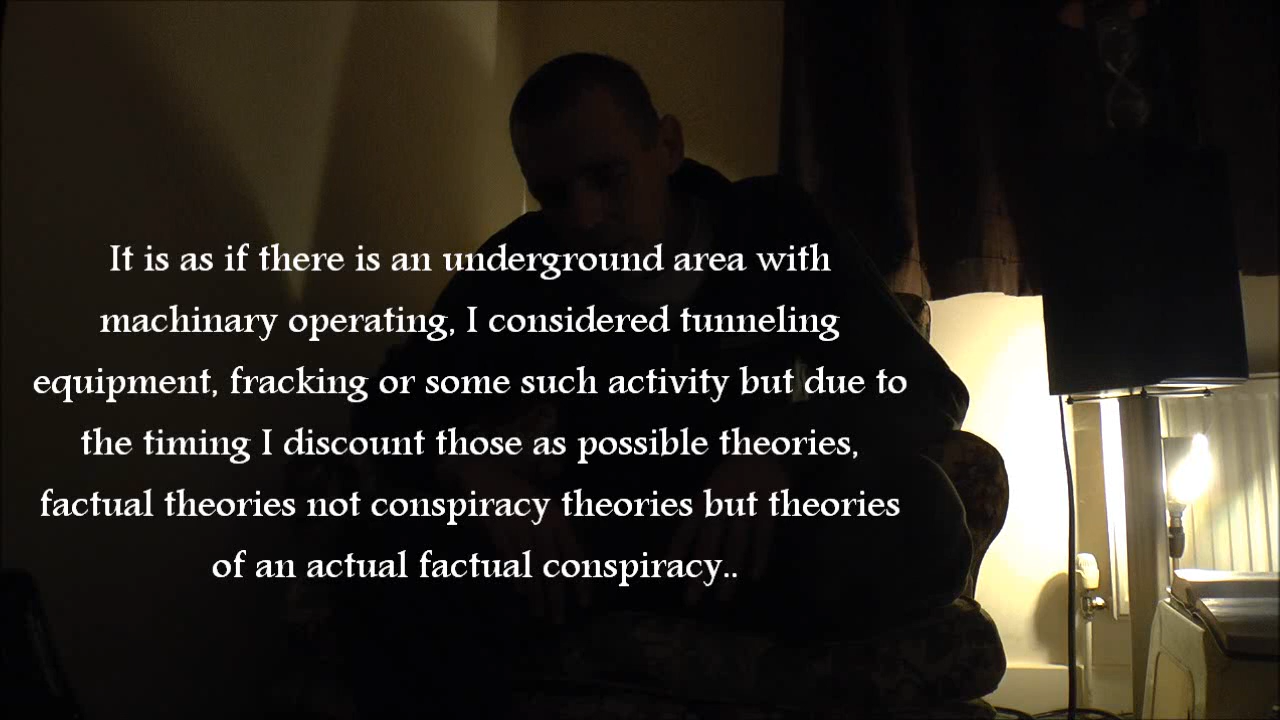 It is as if there is an underground area with
machinary operating, I considered tunneling
equipment, fracking or some such activity but due to
the timing I discount those as possible theories,
factual theories not conspiracy theories but theories
of an actual factual conspiracy..